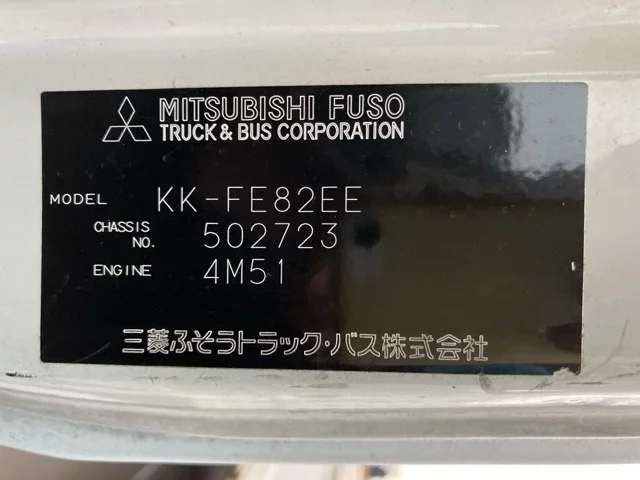 MITSUBISHI FUSO
TRUCK & BUS CORPORATION
MODEL KK-FE82EE
CHASSIS NO. 502723
ENGINE 4M51
三菱ふそうトラック・バス株式会社